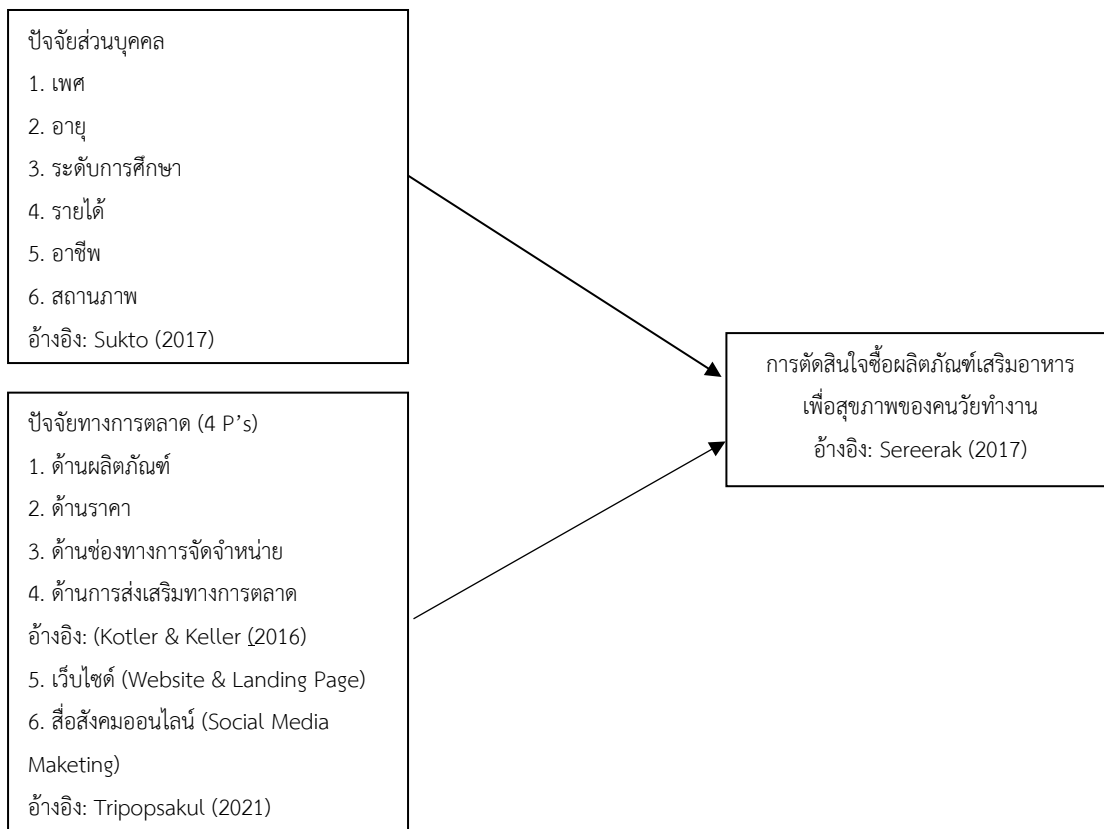 ปัจจัยส่วนบุคคล
1. เพศ
2. อายุ
3. ระดับการศึกษา
4. รายได้
5. อาชีพ
6. สถานภาพ
อ้างอิง: Sukto (2017)
ปัจจัยทางการตลาด (4 P’s)
1. ด้านผลิตภัณฑ์
2. ด้านราคา
3. ด้านช่องทางการจัดจำหน่าย
4. ด้านการส่งเสริมทางการตลาด
อ้างอิง: (Kotler & Keller (2016)
5. เว็บไซต์ (Website & Landing Page)
6. สื่อสังคมออนไลน์ (Social Media
Maketing)
อ้างอิง: Tripopsakul (2021)
การตัดสินใจซื้อผลิตภัณฑ์เสริมอาหาร
เพื่อสุขภาพของคนวัยทำงาน
อ้างอิง: Sereerak (2017)